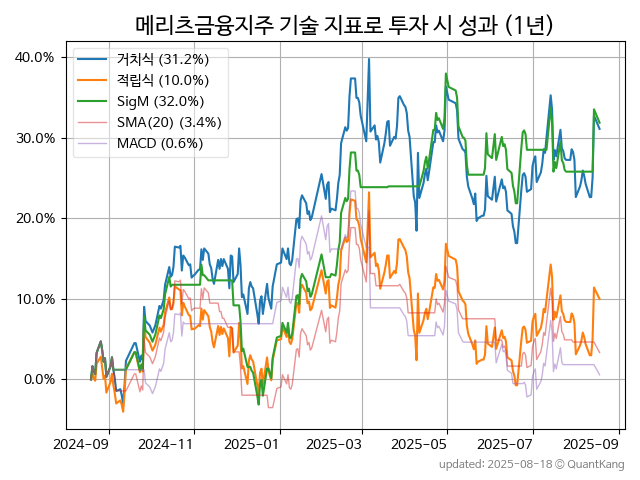 메리츠금융지주 기술 지표로 투자 시 성과 (1년)
40.0%
30.0%
20.0%
10.0%
0.0%
거치식 (31.2%)
적립식 (10.0%)
SigM (32.0%)
SMA(20) (3.4%)
MACD (0.6%)
2024-09
2024-11
2025-01
2025-03
2025-05
2025-07
2025-09
updated: 2025-08-18 © QuantKang